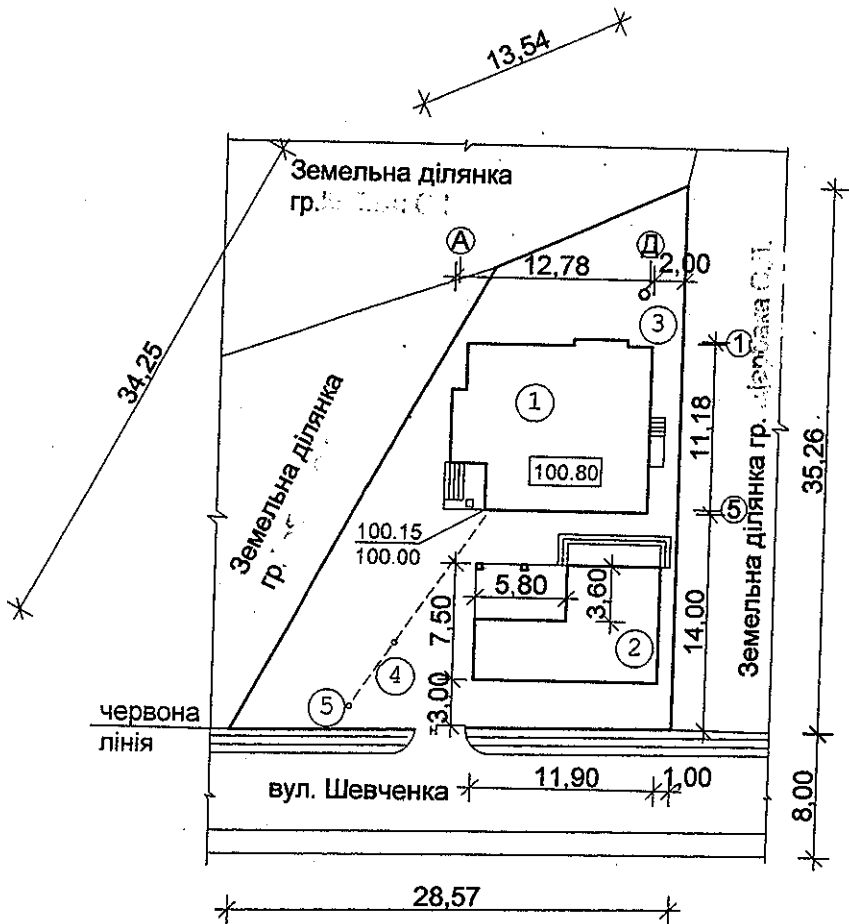 13,54
Земельна ділянка
гр.
А
Д
12,78
2,00
34,25
3
1
1
11,18
35,26
Земельна ділянка
гр.
100.80
5
Земельна ділянка гр.
100.15
100.00
5,80
3,60
7,50
14,00
2
4
5
3,00
червона
лінія
вул. Шевченка
11,90
1,00
8,00
28,57